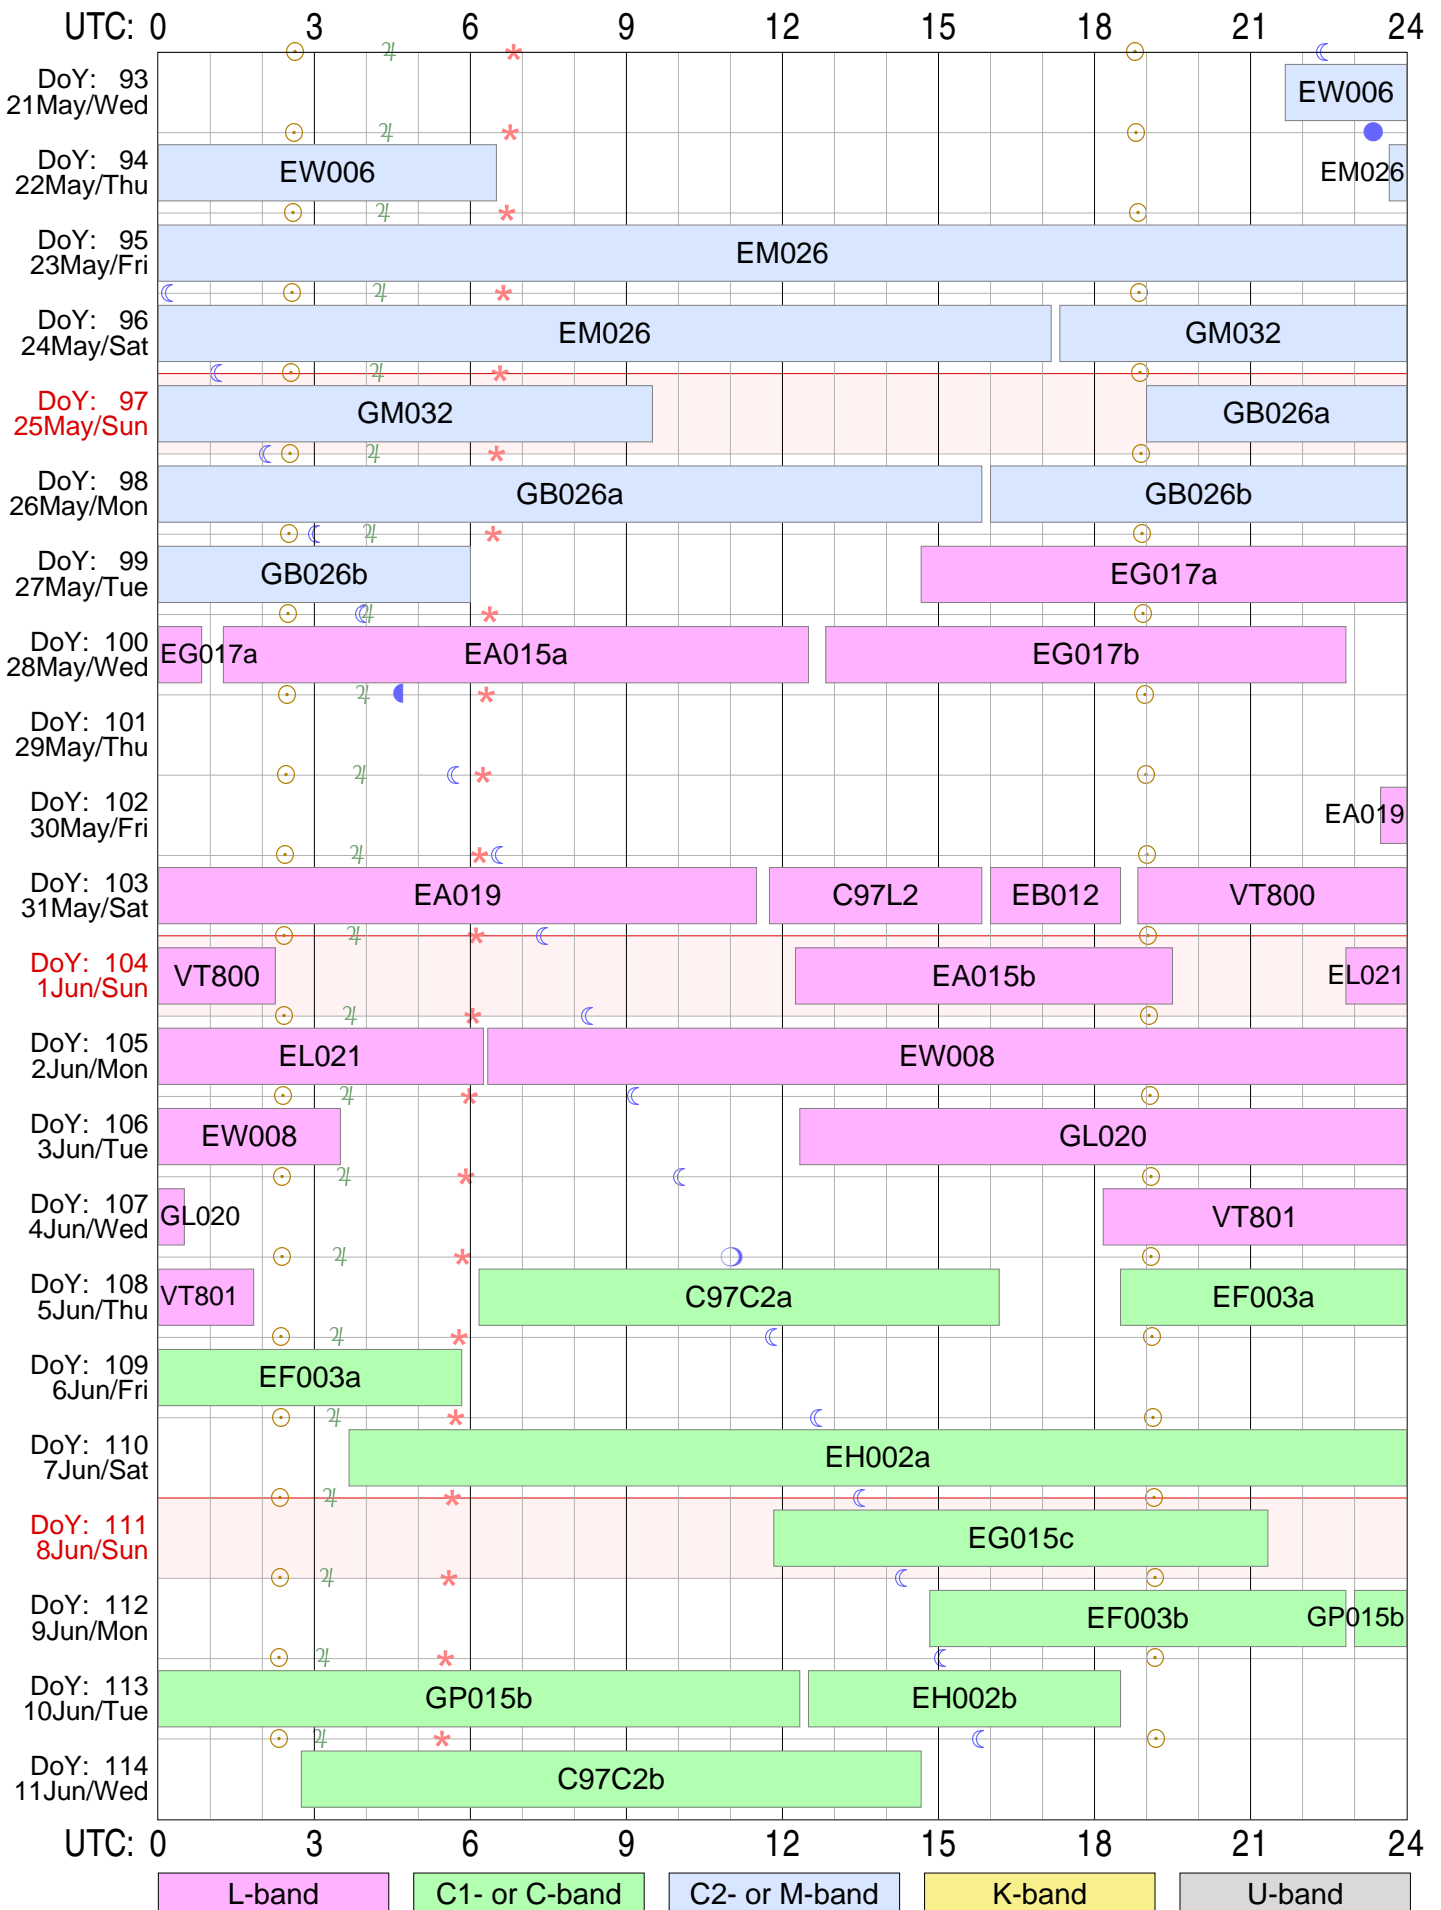 UTC: 0 3 6 9 12 15 18 21 24
DoY: 93
21May/Wed
EW006
DoY: 94
22May/Thu
EW006 EM026
DoY: 95
23May/Fri
EM026
DoY: 96
24May/Sat
EM026 GM032
DoY: 97
25May/Sun
GM032 GB026a
DoY: 98
26May/Mon
GB026a GB026b
DoY: 99
27May/Tue
GB026b EG017a
DoY: 100
28May/Wed
EG017a EA015a EG017b
DoY: 101
29May/Thu
DoY: 102
30May/Fri
EA019
DoY: 103
31May/Sat
EA019 C97L2 EB012 VT800
DoY: 104
1Jun/Sun
VT800 EA015b EL021
DoY: 105
2Jun/Mon
EL021 EW008
DoY: 106
3Jun/Tue
EW008 GL020
DoY: 107
4Jun/Wed
GL020 VT801
DoY: 108
5Jun/Thu
VT801 C97C2a EF003a
DoY: 109
6Jun/Fri
EF003a
DoY: 110
7Jun/Sat
EH002a
DoY: 111
8Jun/Sun
EG015c
DoY: 112
9Jun/Mon
EF003b GP015b
DoY: 113
10Jun/Tue
GP015b EH002b
DoY: 114
11Jun/Wed
C97C2b
UTC: 0 3 6 9 12 15 18 21 24
L-band C1- or C-band C2- or M-band K-band U-band